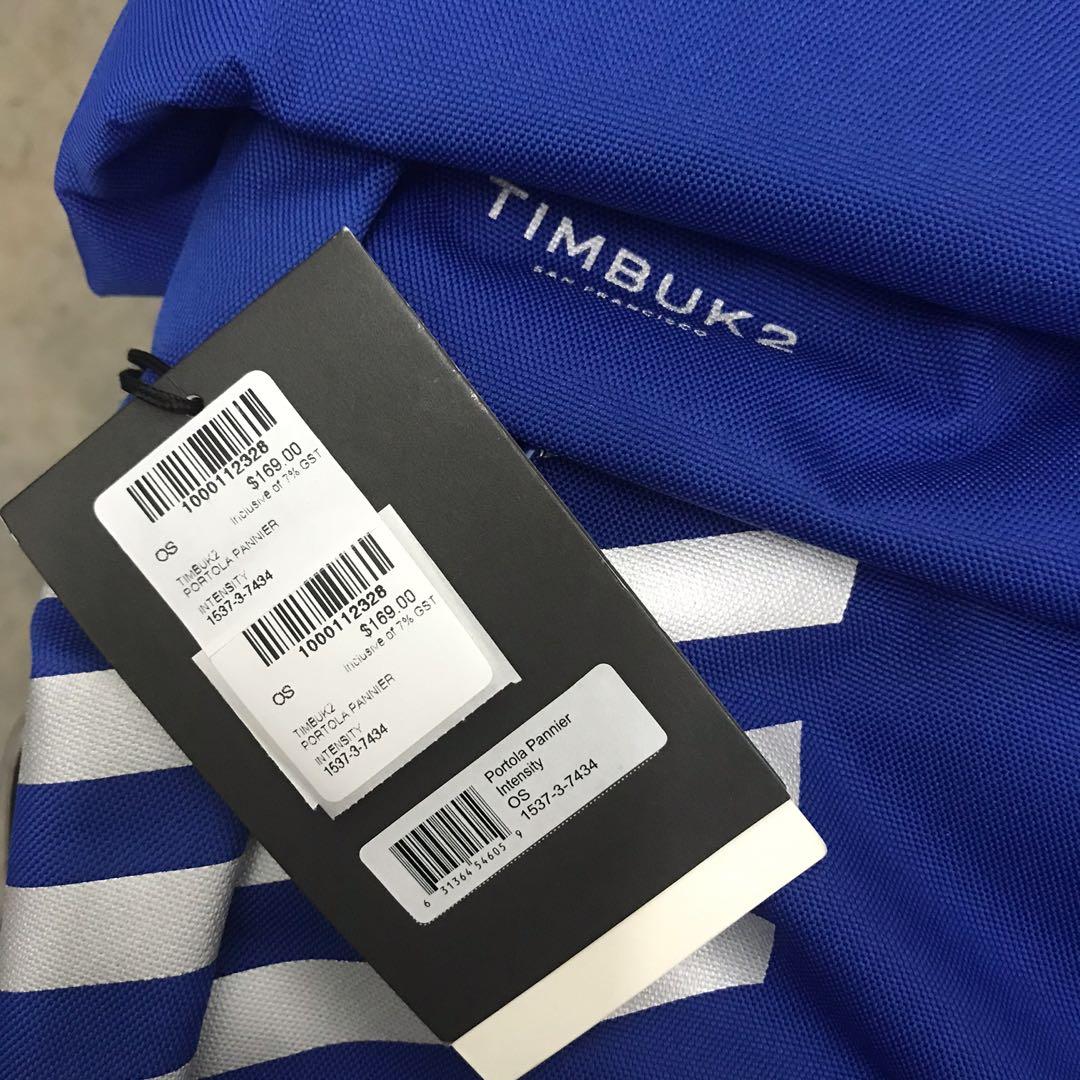 TIMBUK2
SAN FRANCISCO
1000112328
$169.00
Inclusive of 7% GST
OS
TIMBUK2
PORTOLA PANNIER
INTENSITY
1537-3-7434
1000112328
$169.00
Inclusive of 7% GST
OS
TIMBUK2
PORTOLA PANNIER
INTENSITY
1537-3-7434
Portola Pannier
Intensity
OS
1537-3-7434
6 31364 54605 9